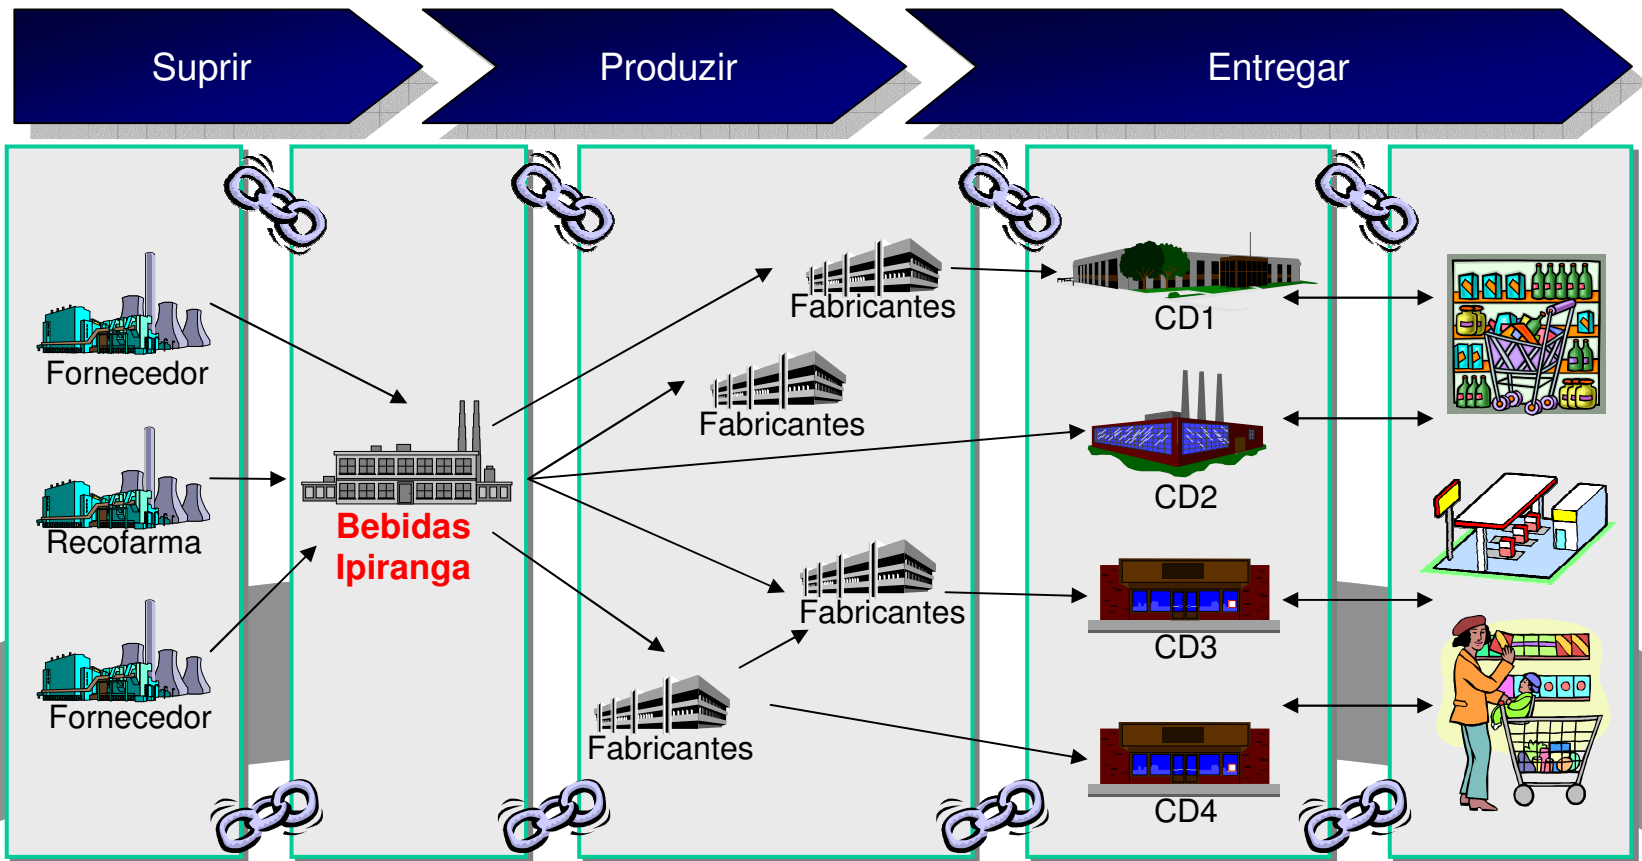 Suprir
Produzir
Entregar
Fornecedor
Recofarma
Fornecedor
Bebidas
Ipiranga
Fabricantes
Fabricantes
Fabricantes
Fabricantes
CD1
CD2
CD3
CD4